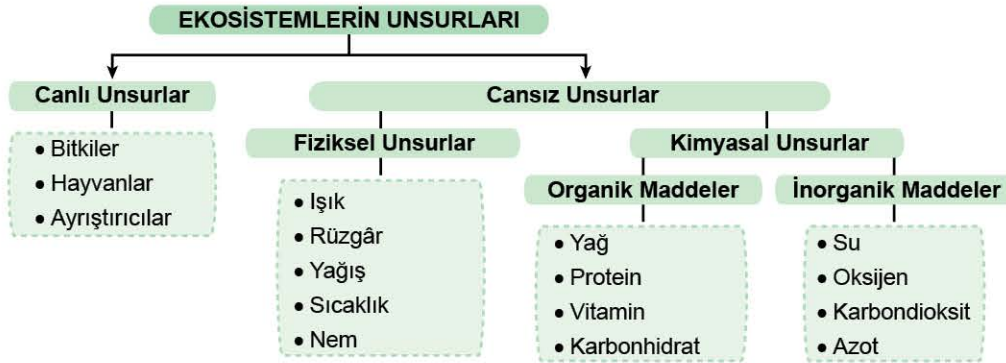 EKOSİSTEMLERİN UNSURLARI
Canlı Unsurlar
• Bitkiler
• Hayvanlar
• Ayrıştırıcılar
Cansız Unsurlar
Fiziksel Unsurlar
• Işık
• Rüzgâr
• Yağış
• Sıcaklık
• Nem
Kimyasal Unsurlar
Organik Maddeler
• Yağ
• Protein
• Vitamin
• Karbonhidrat
İnorganik Maddeler
• Su
• Oksijen
• Karbondioksit
• Azot